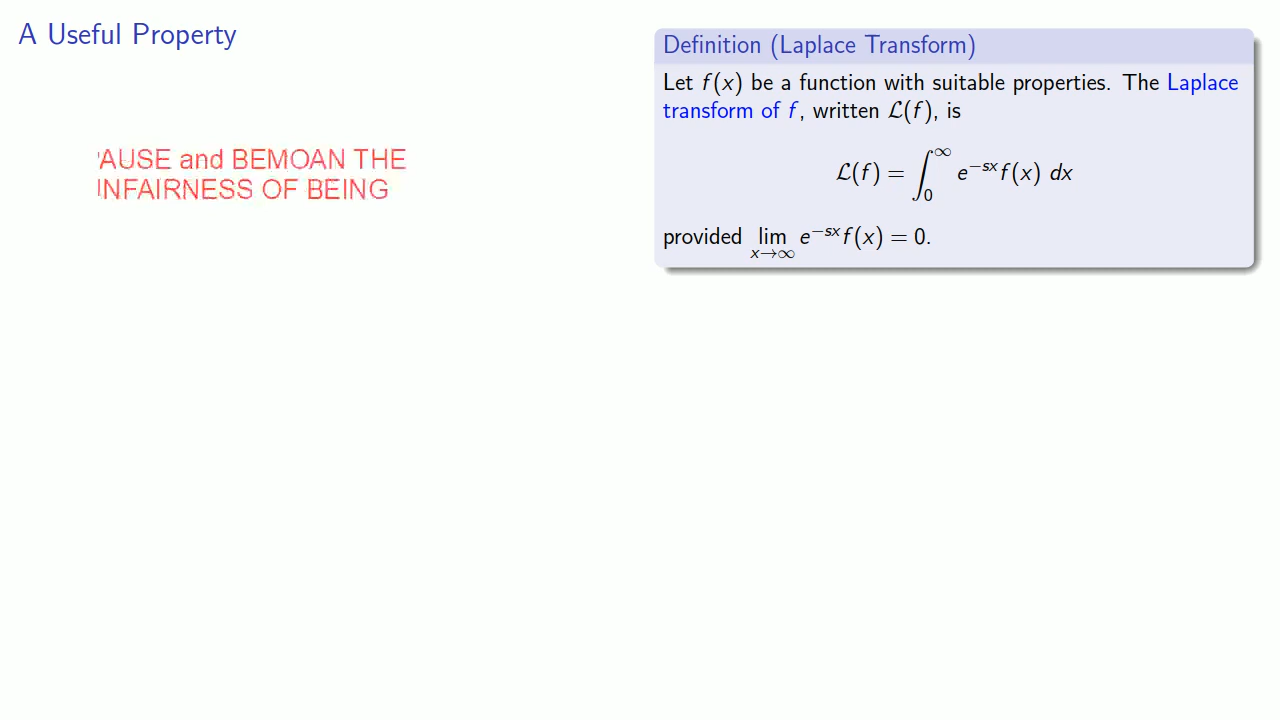 A Useful Property
AUSE and BEMOAN THE
NFAIRNESS OF BEING
Definition (Laplace Transform)
Let f(x) be a function with suitable properties. The Laplace
transform of f, written ℒ(f), is
ℒ(f) = ∫₀^∞ e^{−sx} f(x) dx
provided lim_{x→∞} e^{−sx} f(x) = 0.